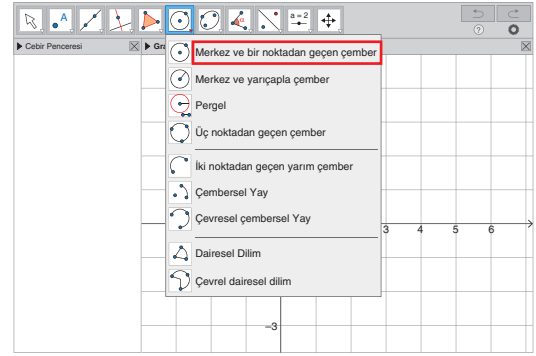 A
α
a = 2
?
Cebir Penceresi
Gra
Merkez ve bir noktadan geçen çember
Merkez ve yarıçapla çember
Pergel
Üç noktadan geçen çember
İki noktadan geçen yarım çember
Çembersel Yay
Çevresel çembersel Yay
Dairesel Dilim
Çevrel dairesel dilim
3 4 5 6
−3